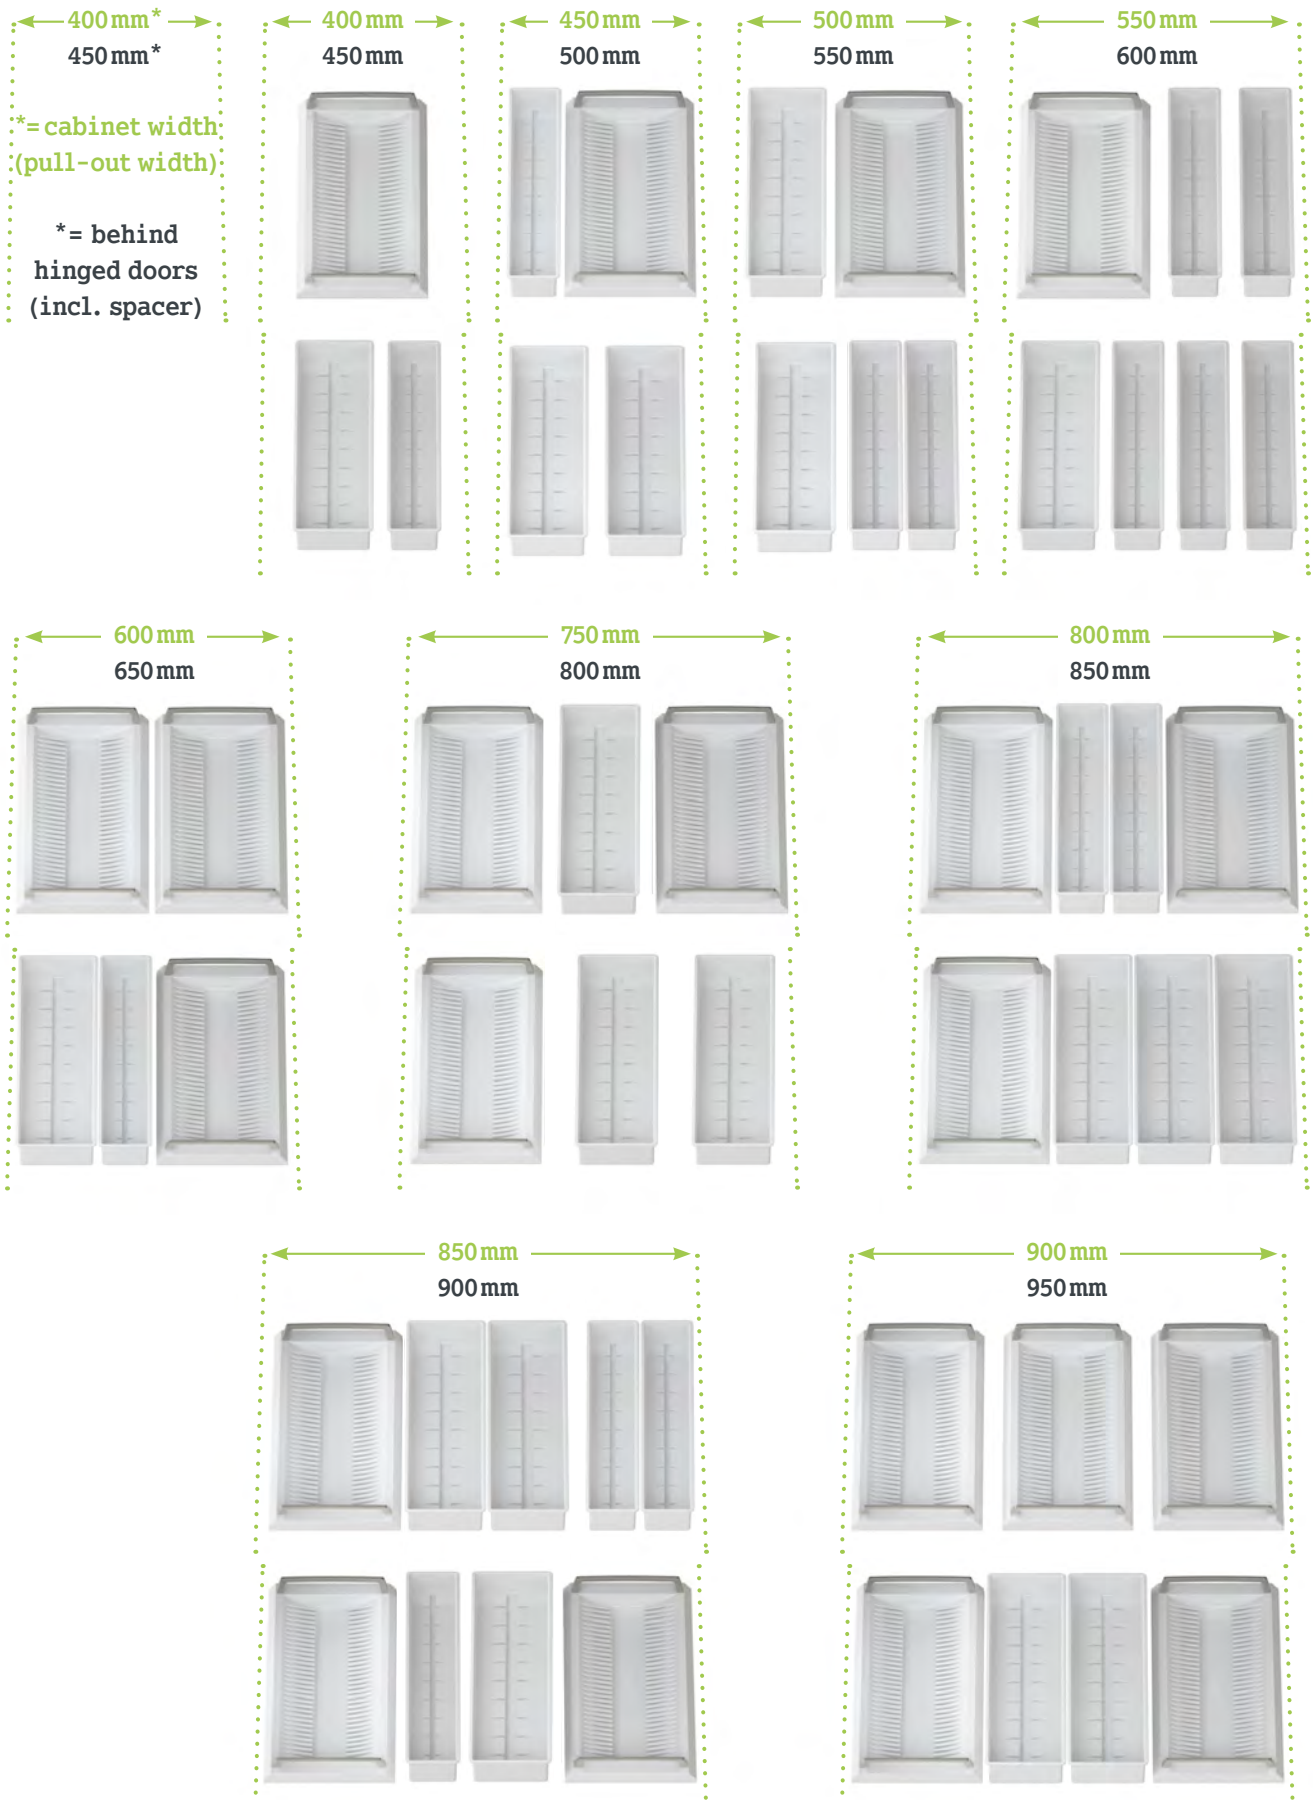 400 mm*
450 mm*
*= cabinet width
(pull-out width)
*= behind
hinged doors
(incl. spacer)
400 mm
450 mm
450 mm
500 mm
500 mm
550 mm
550 mm
600 mm
600 mm
650 mm
750 mm
800 mm
800 mm
850 mm
850 mm
900 mm
900 mm
950 mm